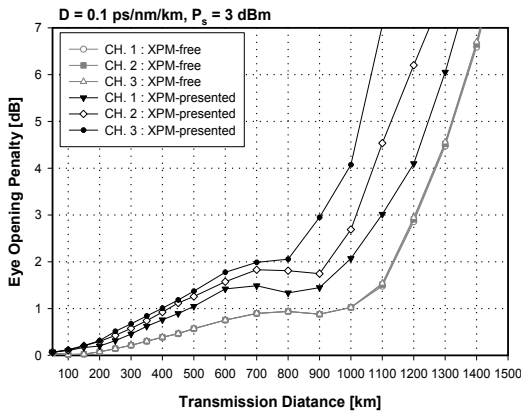 D = 0.1 ps/nm/km, Pₛ = 3 dBm
Eye Opening Penalty [dB]
7
6
5
4
3
2
1
0
CH. 1 : XPM-free
CH. 2 : XPM-free
CH. 3 : XPM-free
CH. 1 : XPM-presented
CH. 2 : XPM-presented
CH. 3 : XPM-presented
100 200 300 400 500 600 700 800 900 1000 1100 1200 1300 1400 1500
Transmission Diatance [km]